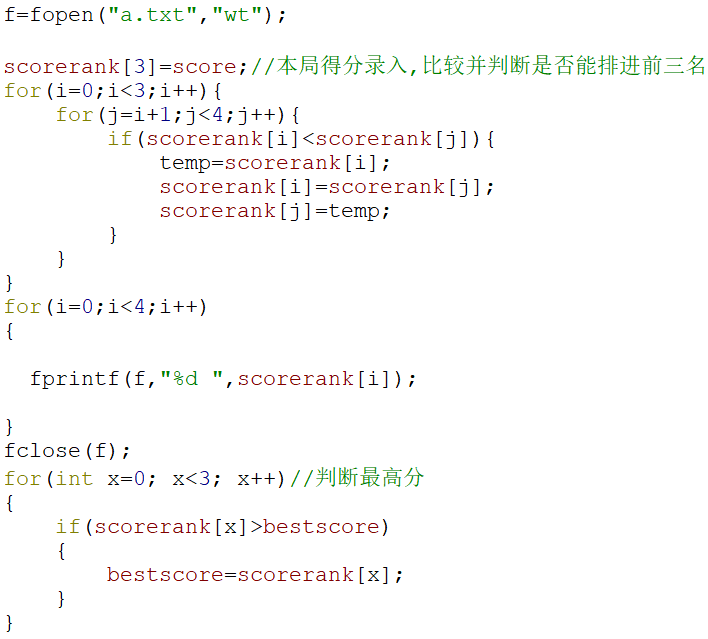 f=fopen("a.txt","wt");
scorerank[3]=score;//本局得分录入,比较并判断是否能排进前三名
for(i=0;i<3;i++){
    for(j=i+1;j<4;j++){
        if(scorerank[i]<scorerank[j]){
            temp=scorerank[i];
            scorerank[i]=scorerank[j];
            scorerank[j]=temp;
        }
    }
}
for(i=0;i<4;i++)
{
  fprintf(f,"%d ",scorerank[i]);
}
fclose(f);
for(int x=0; x<3; x++)//判断最高分
{
    if(scorerank[x]>bestscore)
    {
        bestscore=scorerank[x];
    }
}